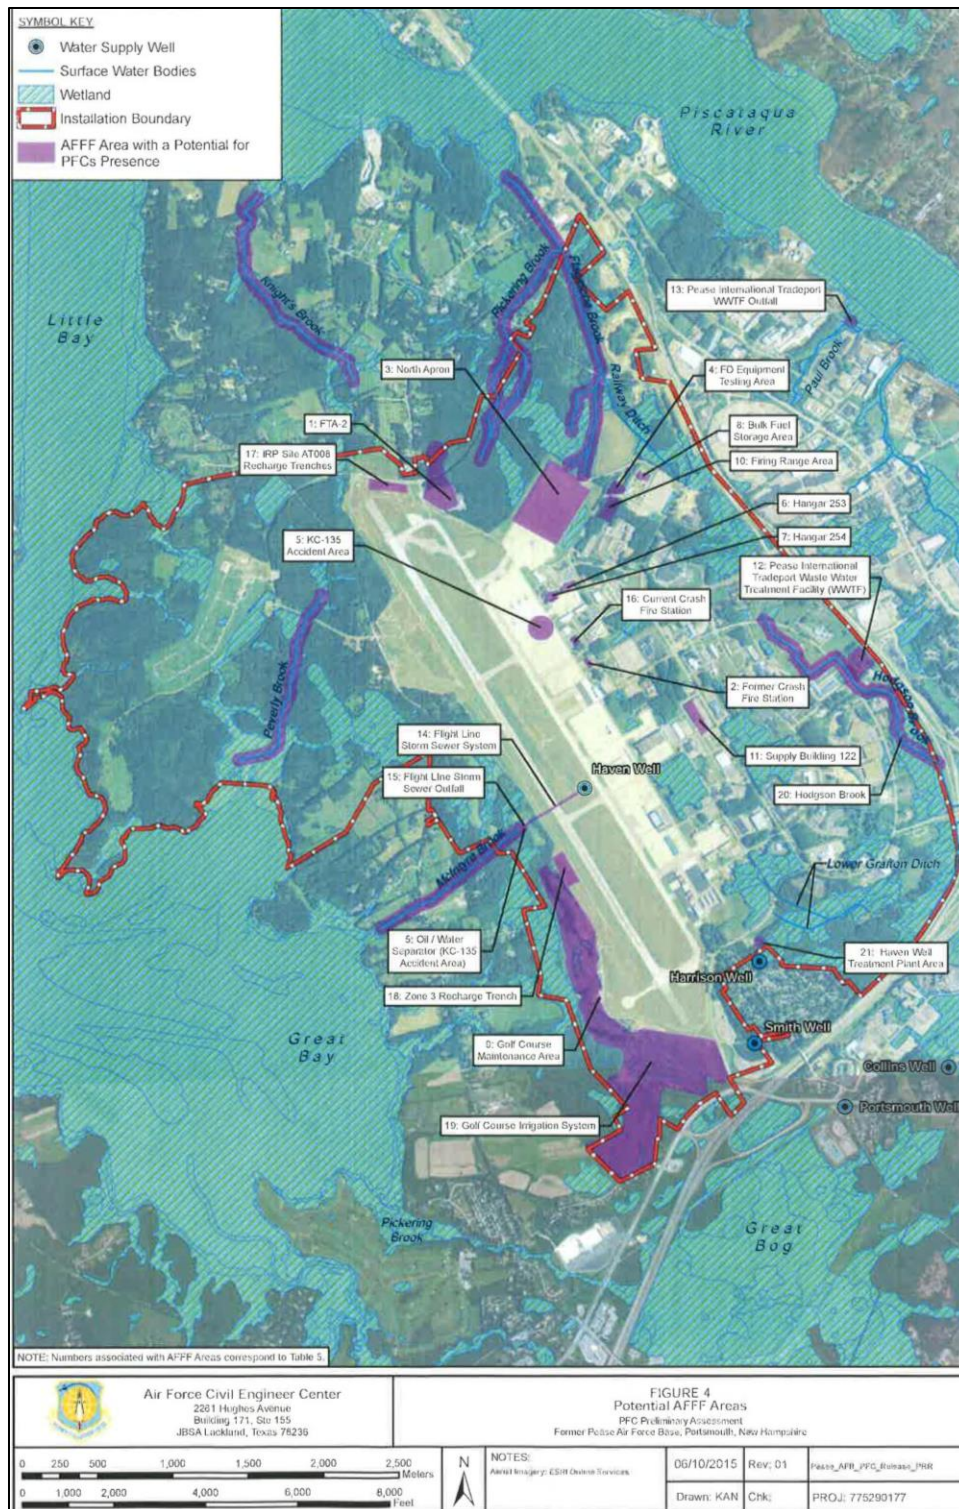 SYMBOL KEY
Water Supply Well
Surface Water Bodies
Wetland
Installation Boundary
AFFF Area with a Potential for
PFCs Presence
Piscataqua
River
Little
Bay
Knight's Brook
Pickering Brook
Flagstone Brook
Railway Ditch
13: Pease International Tradeport
WWTF Outfall
Paul Brook
3: North Apron
4: FD Equipment
Testing Area
1: FTA-2
8: Bulk Fuel
Storage Area
17: IRP Site AT008
Recharge Trenches
10: Firing Range Area
6: Hangar 253
5: KC-135
Accident Area
7: Hangar 254
12: Pease International
Tradeport Waste Water
Treatment Facility (WWTF)
16: Current Crash
Fire Station
Peverly Brook
2: Former Crash
Fire Station
Hodgson Brook
14: Flight Line
Storm Sewer System
11: Supply Building 122
15: Flight Line Storm
Sewer Outfall
Haven Well
20: Hodgson Brook
McIntyre Brook
Lower Grafton Ditch
5: Oil / Water
Separator (KC-135
Accident Area)
21: Haven Well
Treatment Plant Area
Harrison Well
18: Zone 3 Recharge Trench
Smith Well
Great
Bay
9: Golf Course
Maintenance Area
Collins Well
Portsmouth Well
19: Golf Course Irrigation System
Pickering
Brook
Great
Bog
NOTE: Numbers associated with AFFF Areas correspond to Table 5.
Air Force Civil Engineer Center
2261 Hughes Avenue
Building 171, Ste 155
JBSA Lackland, Texas 78236
FIGURE 4
Potential AFFF Areas
PFC Preliminary Assessment
Former Pease Air Force Base, Portsmouth, New Hampshire
0 250 500 1,000 1,500 2,000 2,500
Meters
0 1,000 2,000 4,000 6,000 8,000
Feet
N
NOTES:
Aerial Imagery: ESRI Online Services
06/10/2015
Rev: 01
Pease_AFB_PFC_Release_PRR
Drawn: KAN
Chk:
PROJ: 775290177